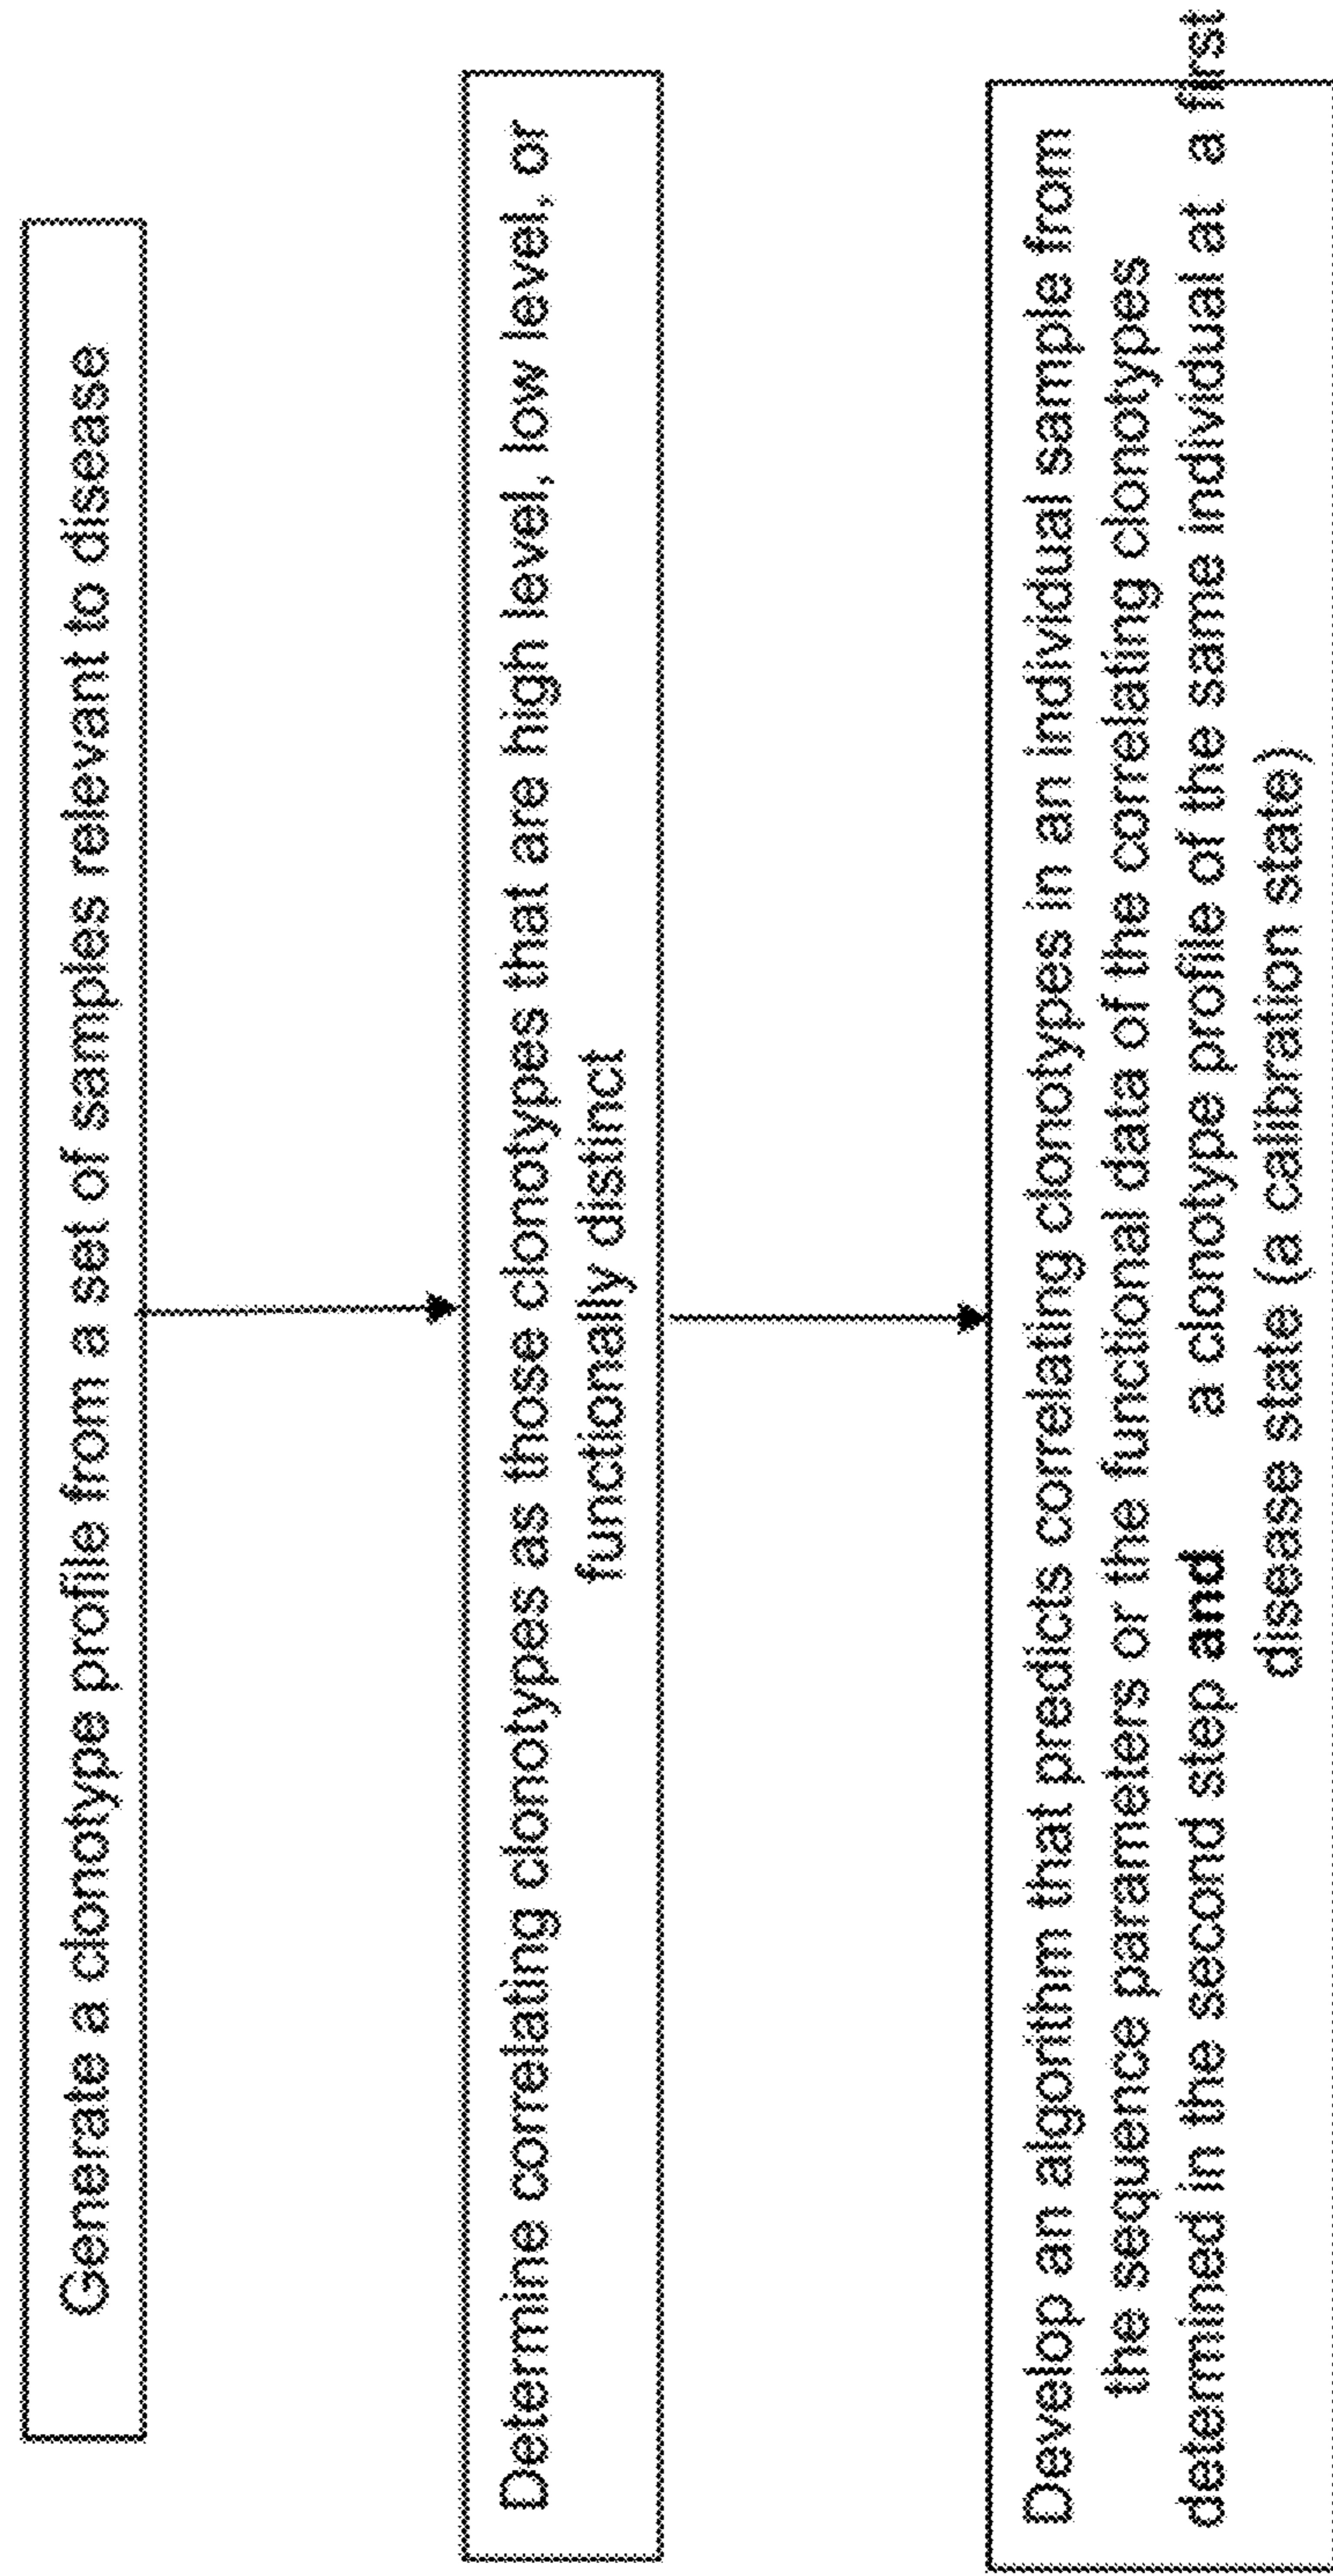 Generate a clonotype profile from a set of samples relevant to disease
Determine correlating clonotypes as those clonotypes that are high level, low level, or
functionally distinct
Develop an algorithm that predicts correlating clonotypes in an individual sample from
the sequence parameters or the functional data of the correlating clonotypes
determined in the second step and a clonotype profile of the same individual at a first
disease state (a calibration state)